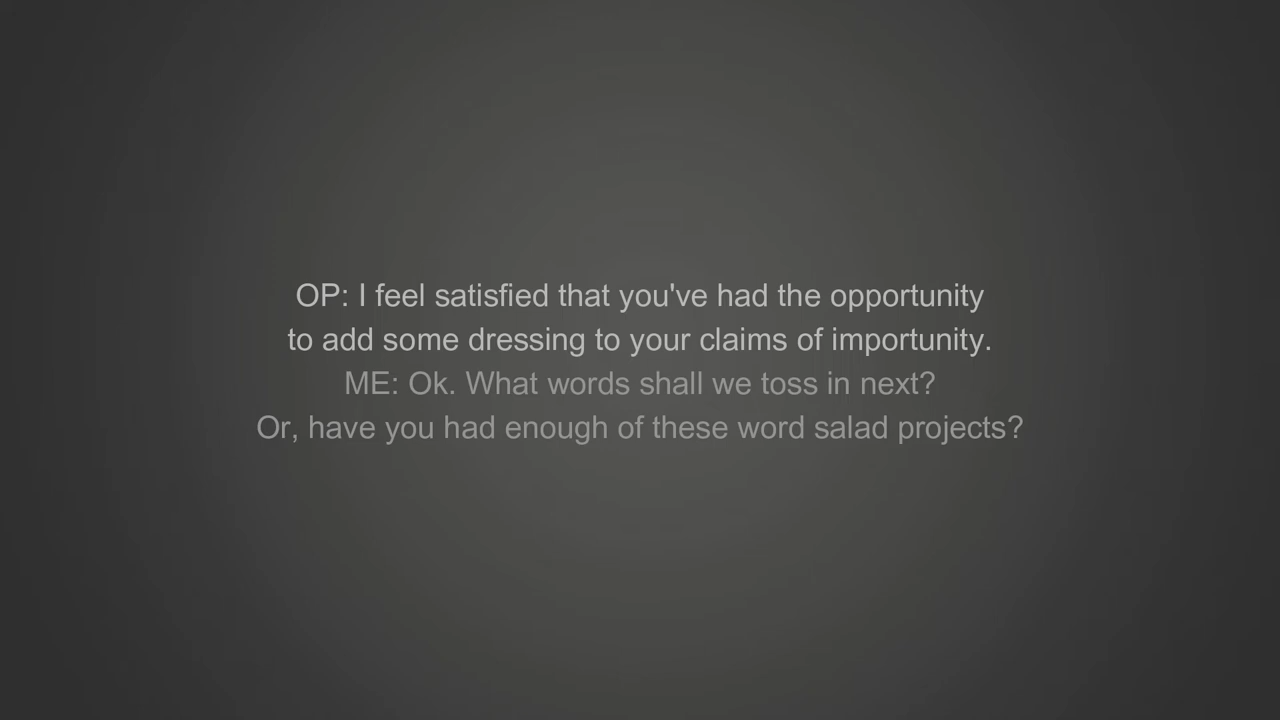 OP: I feel satisfied that you've had the opportunity
to add some dressing to your claims of importunity.
ME: Ok. What words shall we toss in next?
Or, have you had enough of these word salad projects?